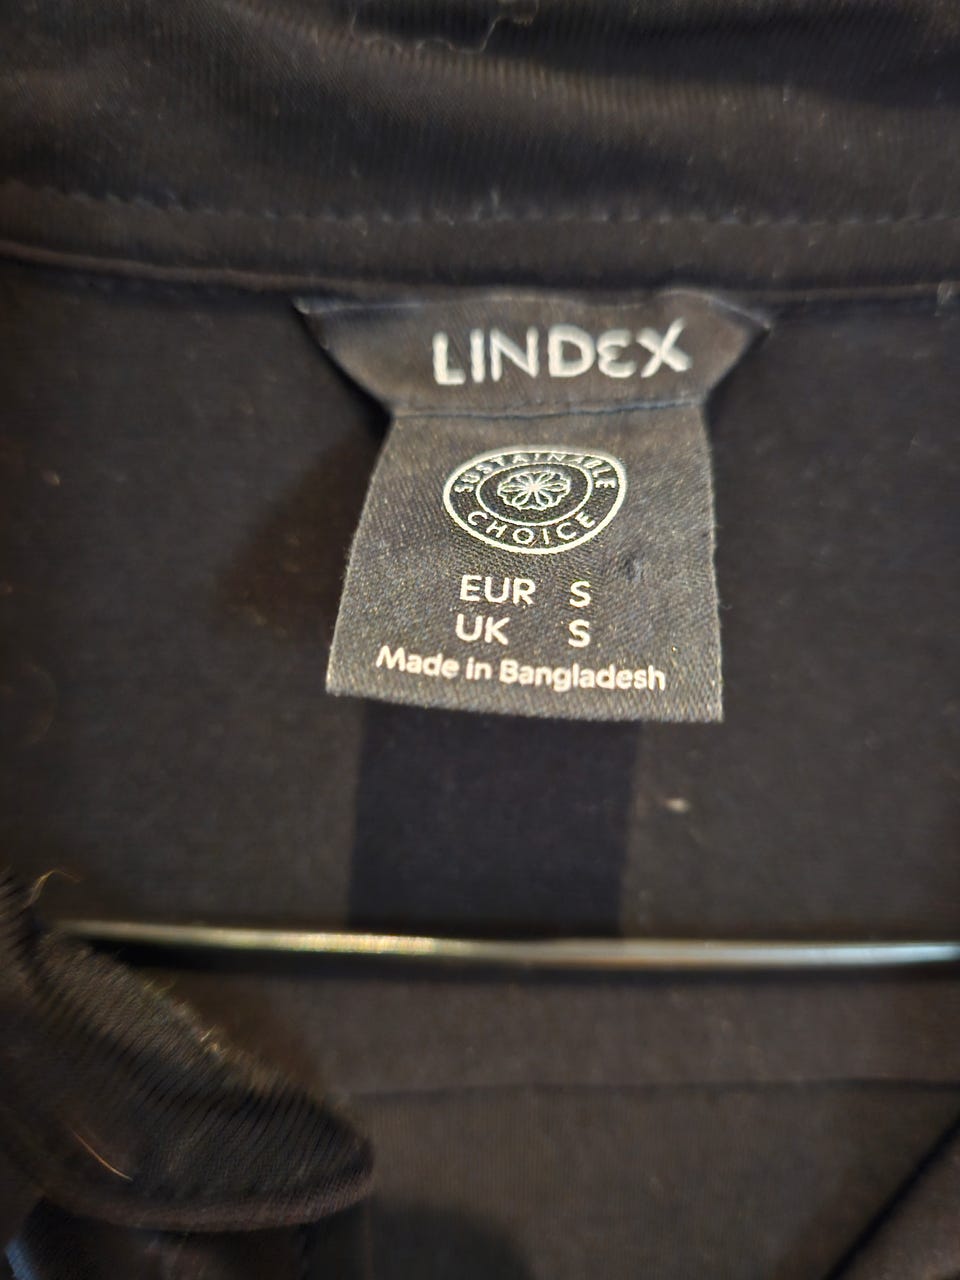 LINDEX
SUSTAINABLE
CHOICE
EUR S
UK S
Made in Bangladesh